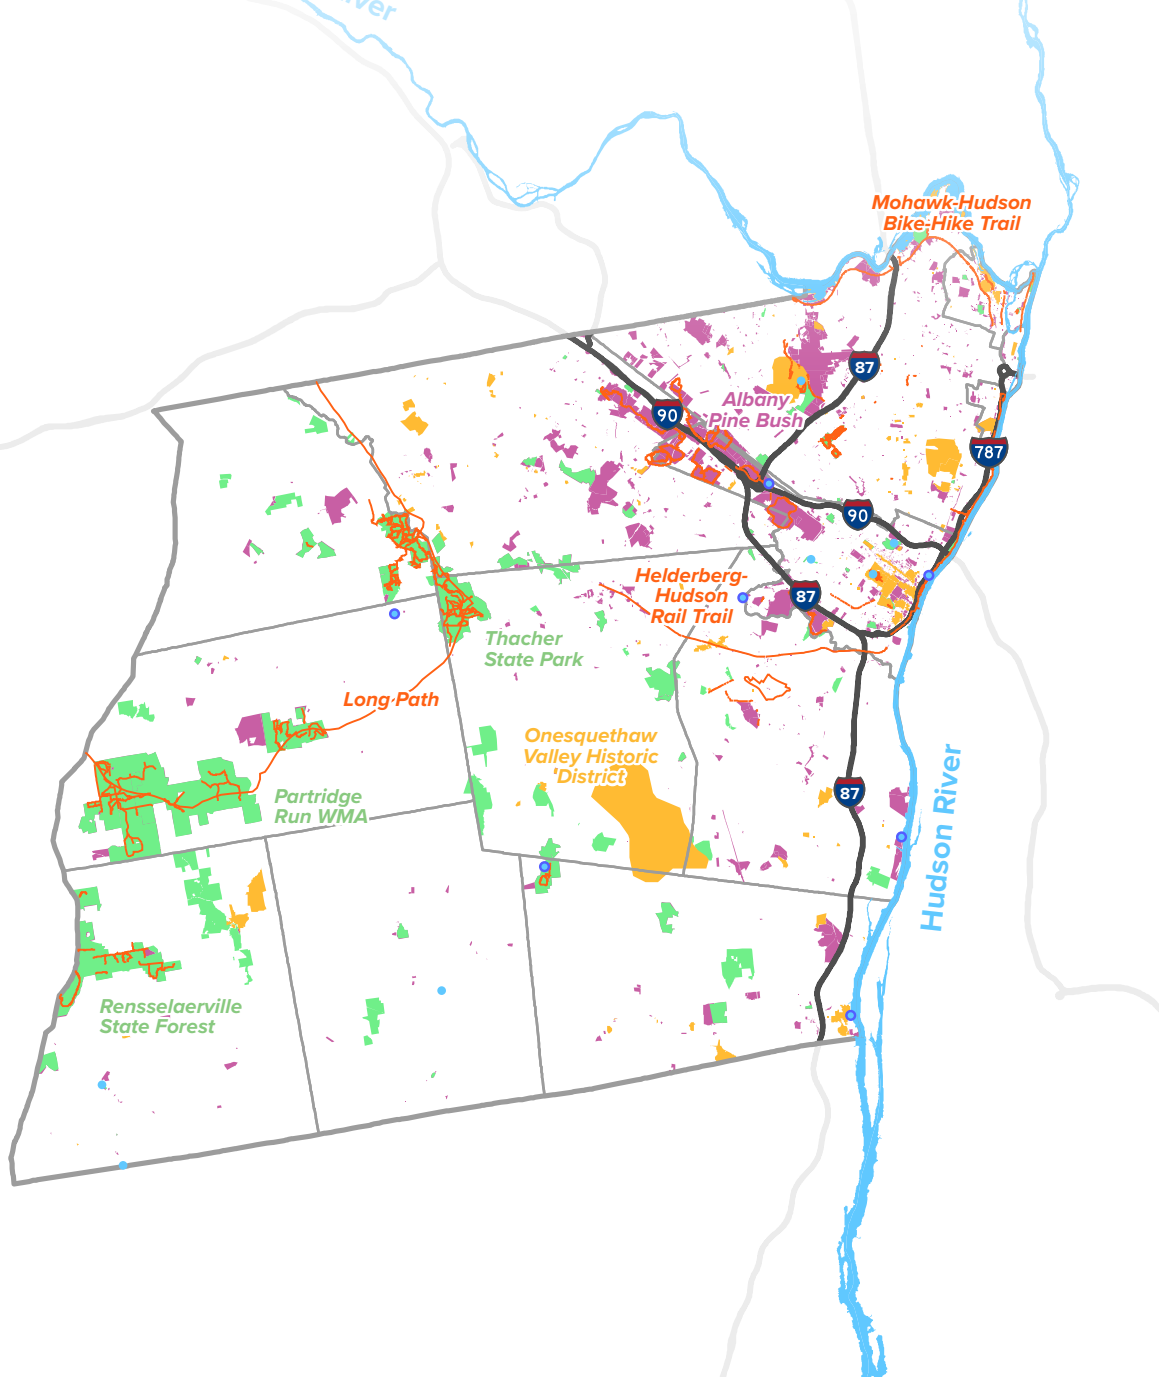 Mohawk-Hudson
Bike-Hike Trail
87
Albany
Pine Bush
90
787
90
Helderberg-
Hudson
Rail Trail
87
Thacher
State Park
Long Path
Onesquethaw
Valley Historic
District
Hudson River
87
Partridge
Run WMA
Rensselaerville
State Forest